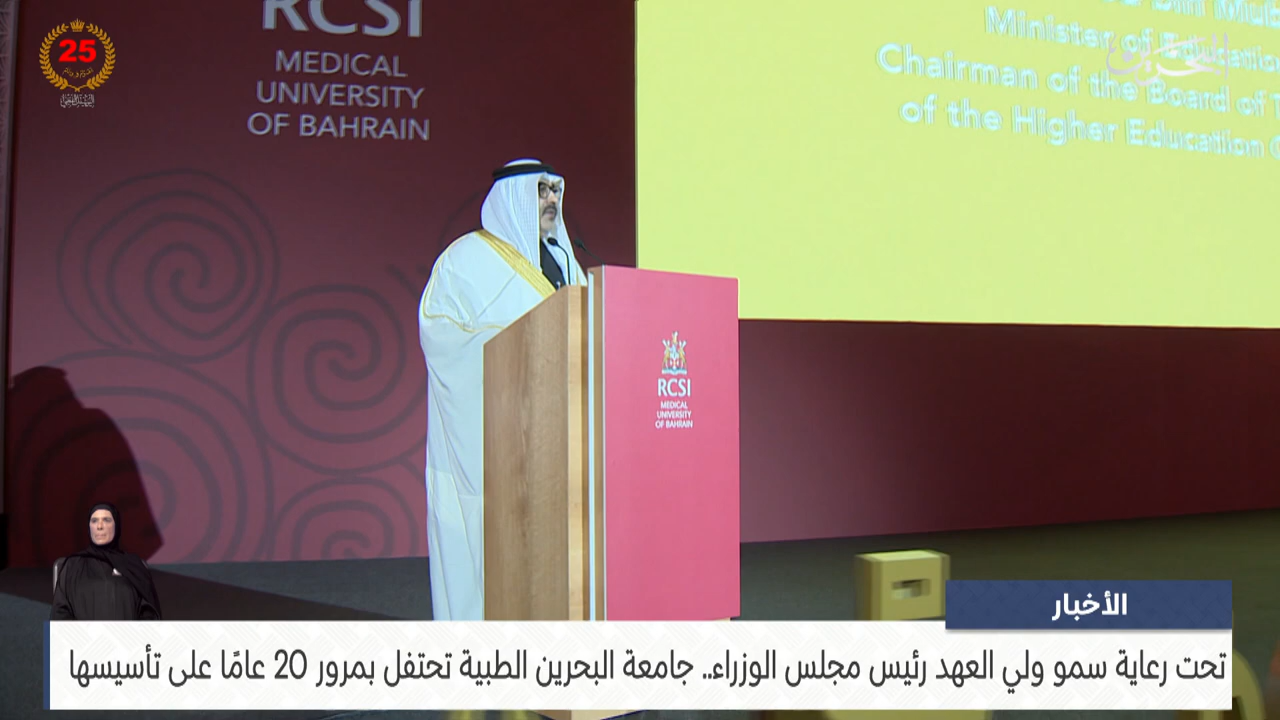 25
RCSI
MEDICAL
UNIVERSITY
OF BAHRAIN
Minister of Education
Chairman of the Board of
of the Higher Education
البحرين
RCSI
MEDICAL
UNIVERSITY
OF BAHRAIN
الأخبار
تحت رعاية سمو ولي العهد رئيس مجلس الوزراء.. جامعة البحرين الطبية تحتفل بمرور 20 عامًا على تأسيسها